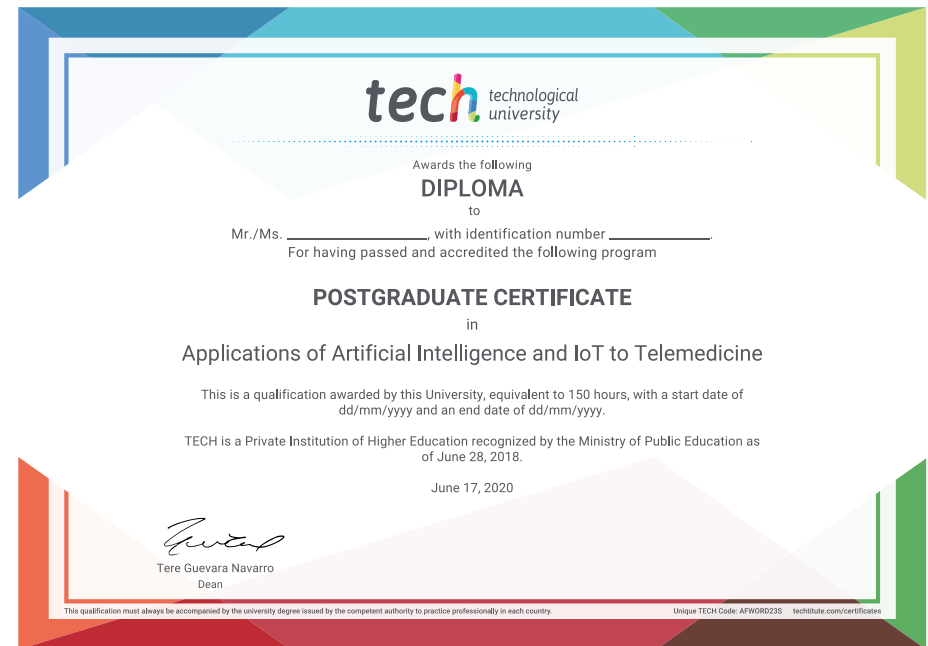 tech technological
university
Awards the following
DIPLOMA
to
Mr./Ms. ____________________, with identification number ______________.
For having passed and accredited the following program
POSTGRADUATE CERTIFICATE
in
Applications of Artificial Intelligence and IoT to Telemedicine
This is a qualification awarded by this University, equivalent to 150 hours, with a start date of
dd/mm/yyyy and an end date of dd/mm/yyyy.
TECH is a Private Institution of Higher Education recognized by the Ministry of Public Education as
of June 28, 2018.
June 17, 2020
Tere Guevara Navarro
Dean
This qualification must always be accompanied by the university degree issued by the competent authority to practice professionally in each country.
Unique TECH Code: AFWORD23S techtitute.com/certificates